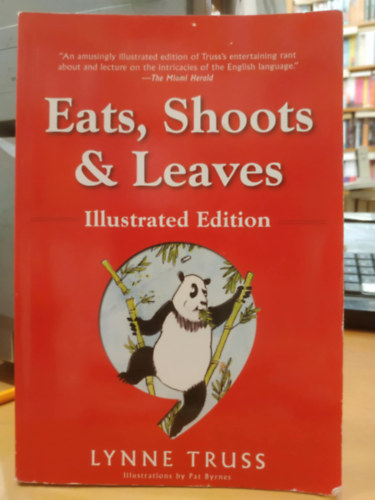 "An amusingly illustrated edition of Truss's entertaining rant
about and lecture on the intricacies of the English language."
—The Miami Herald
Eats, Shoots
& Leaves
Illustrated Edition
LYNNE TRUSS
Illustrations by Pat Byrnes